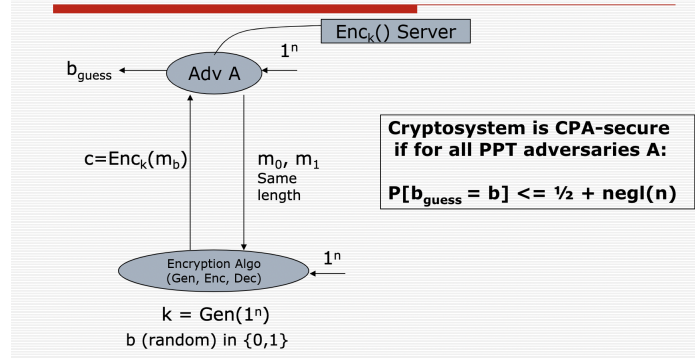 Enc_k() Server
1^n
b_guess
Adv A
c=Enc_k(m_b)
m_0, m_1
Same
length
Cryptosystem is CPA-secure
if for all PPT adversaries A:
P[b_guess = b] <= ½ + negl(n)
1^n
Encryption Algo
(Gen, Enc, Dec)
k = Gen(1^n)
b (random) in {0,1}